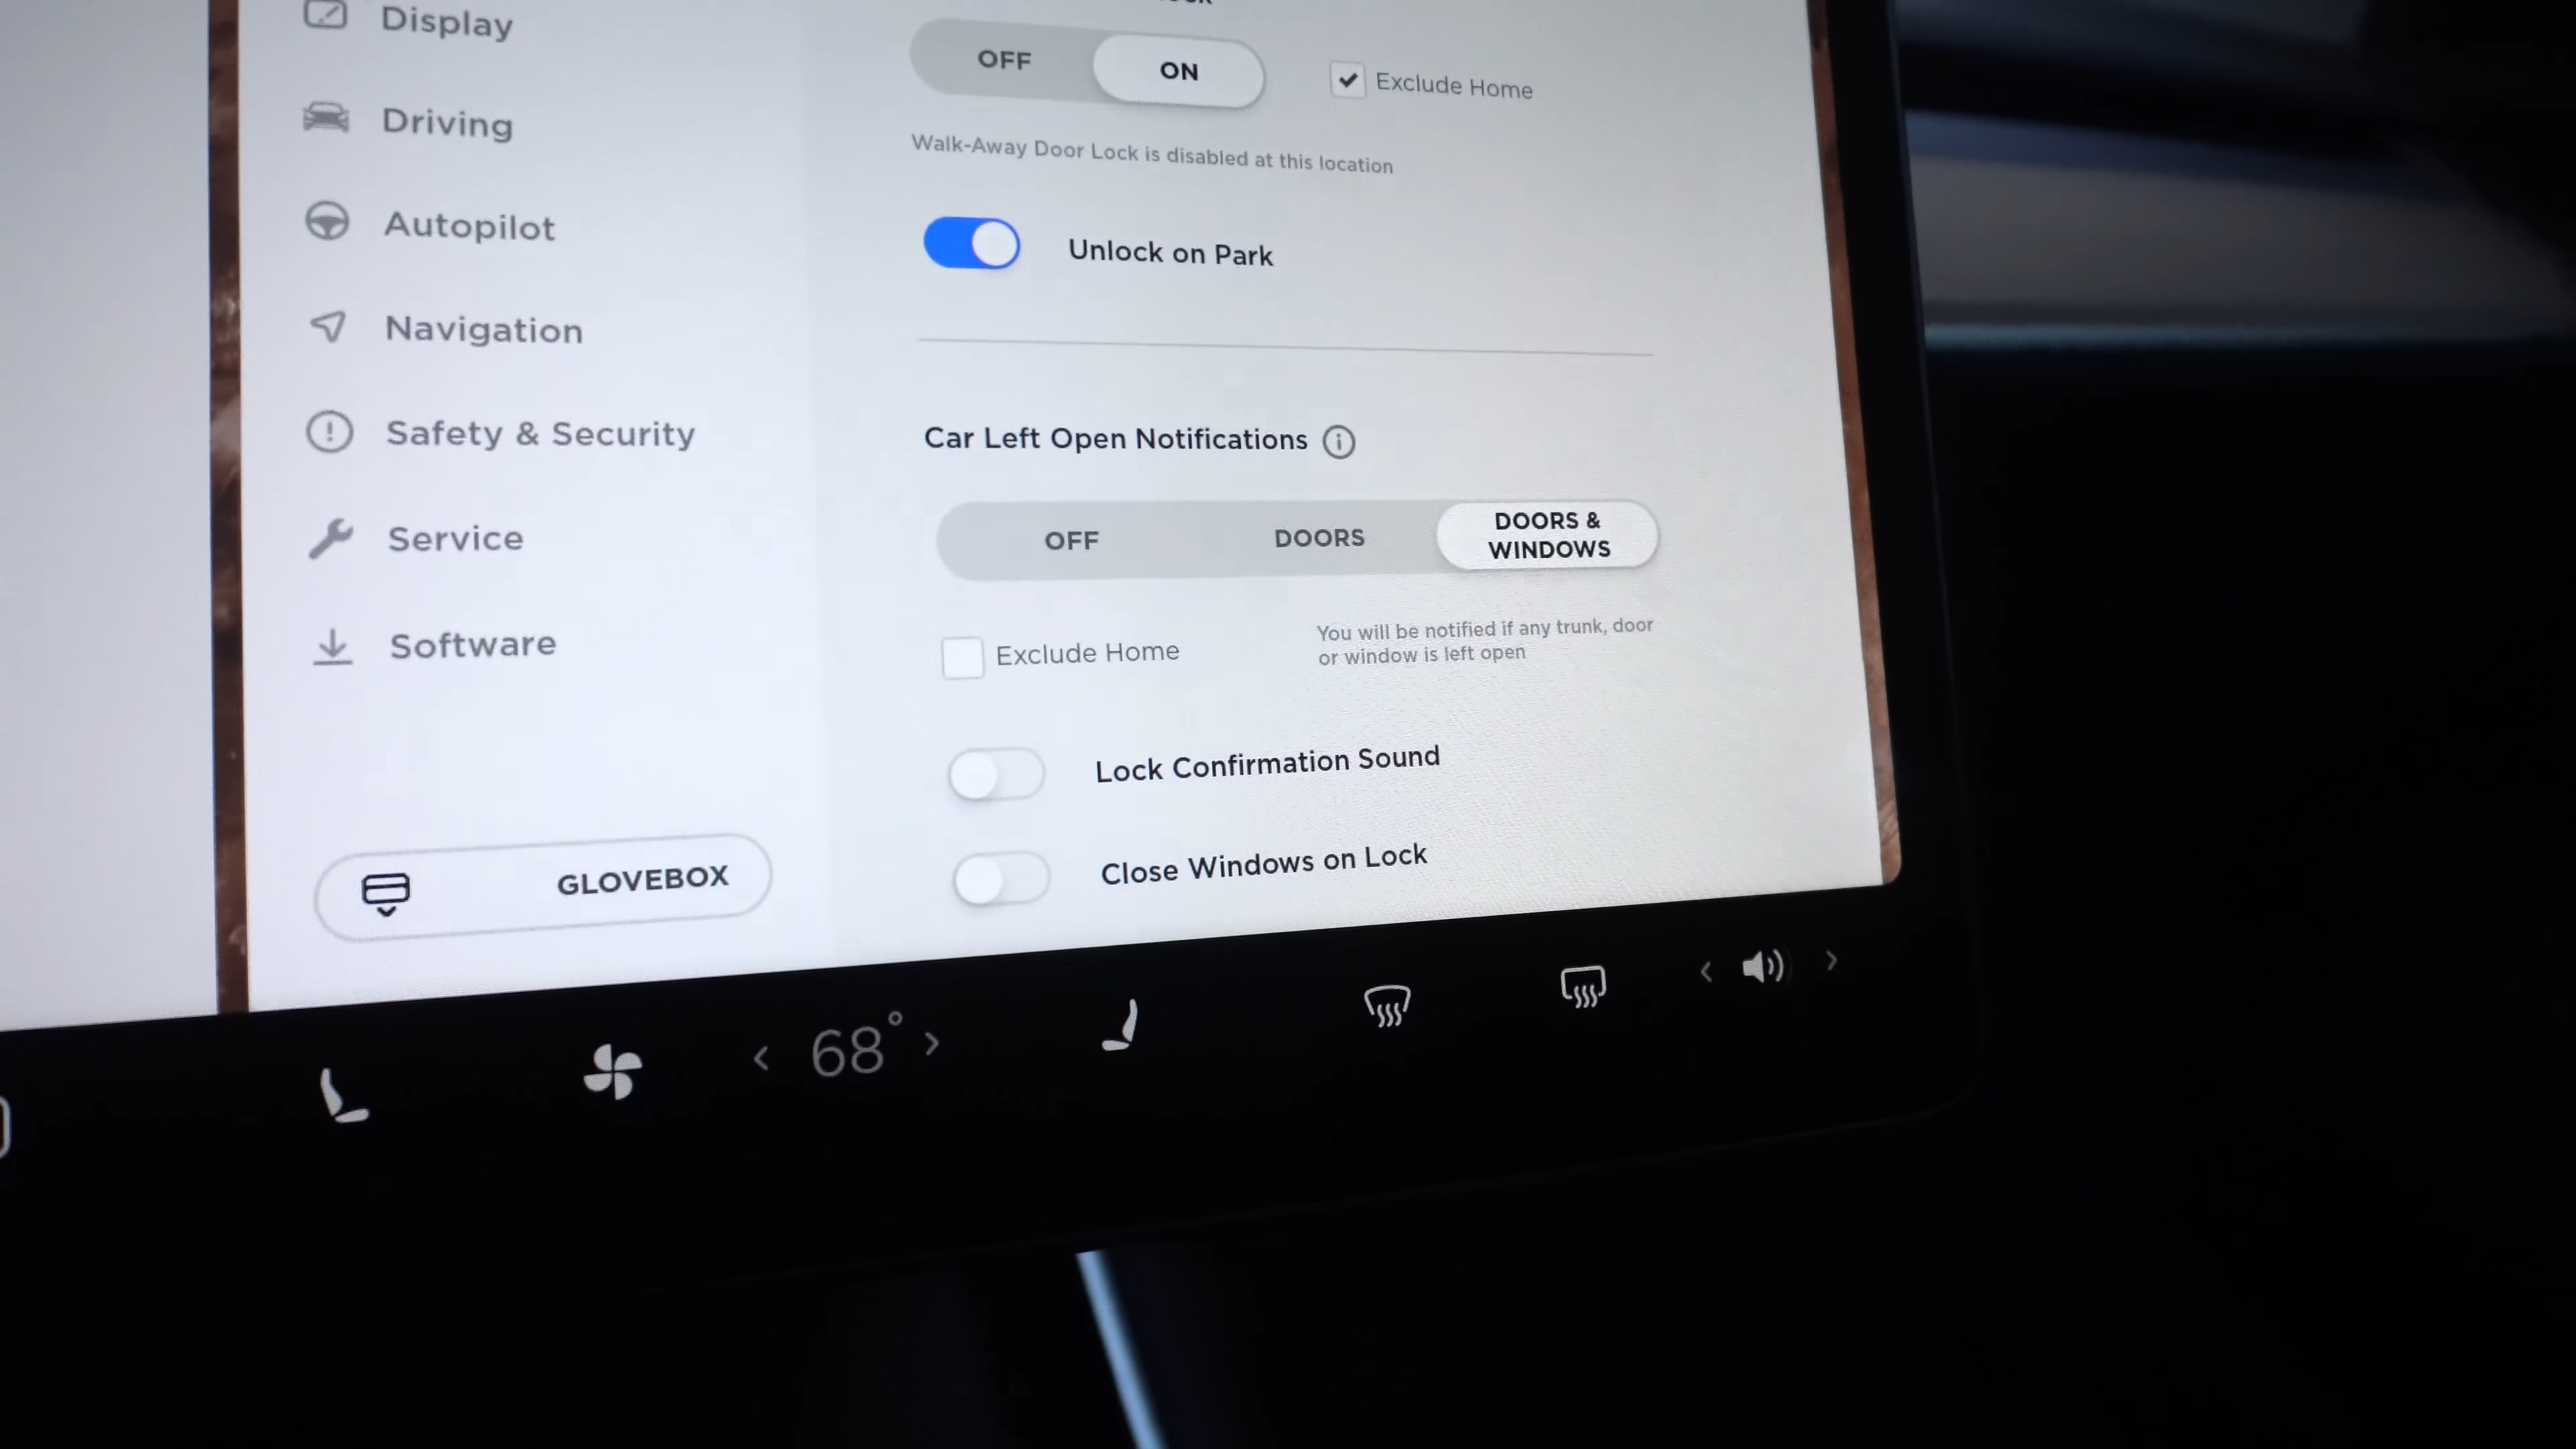 Display
Driving
Autopilot
Navigation
Safety & Security
Service
Software
GLOVEBOX
OFF ON Exclude Home
Walk-Away Door Lock is disabled at this location
Unlock on Park
Car Left Open Notifications
OFF DOORS DOORS &
WINDOWS
Exclude Home
You will be notified if any trunk, door
or window is left open
Lock Confirmation Sound
Close Windows on Lock
68°